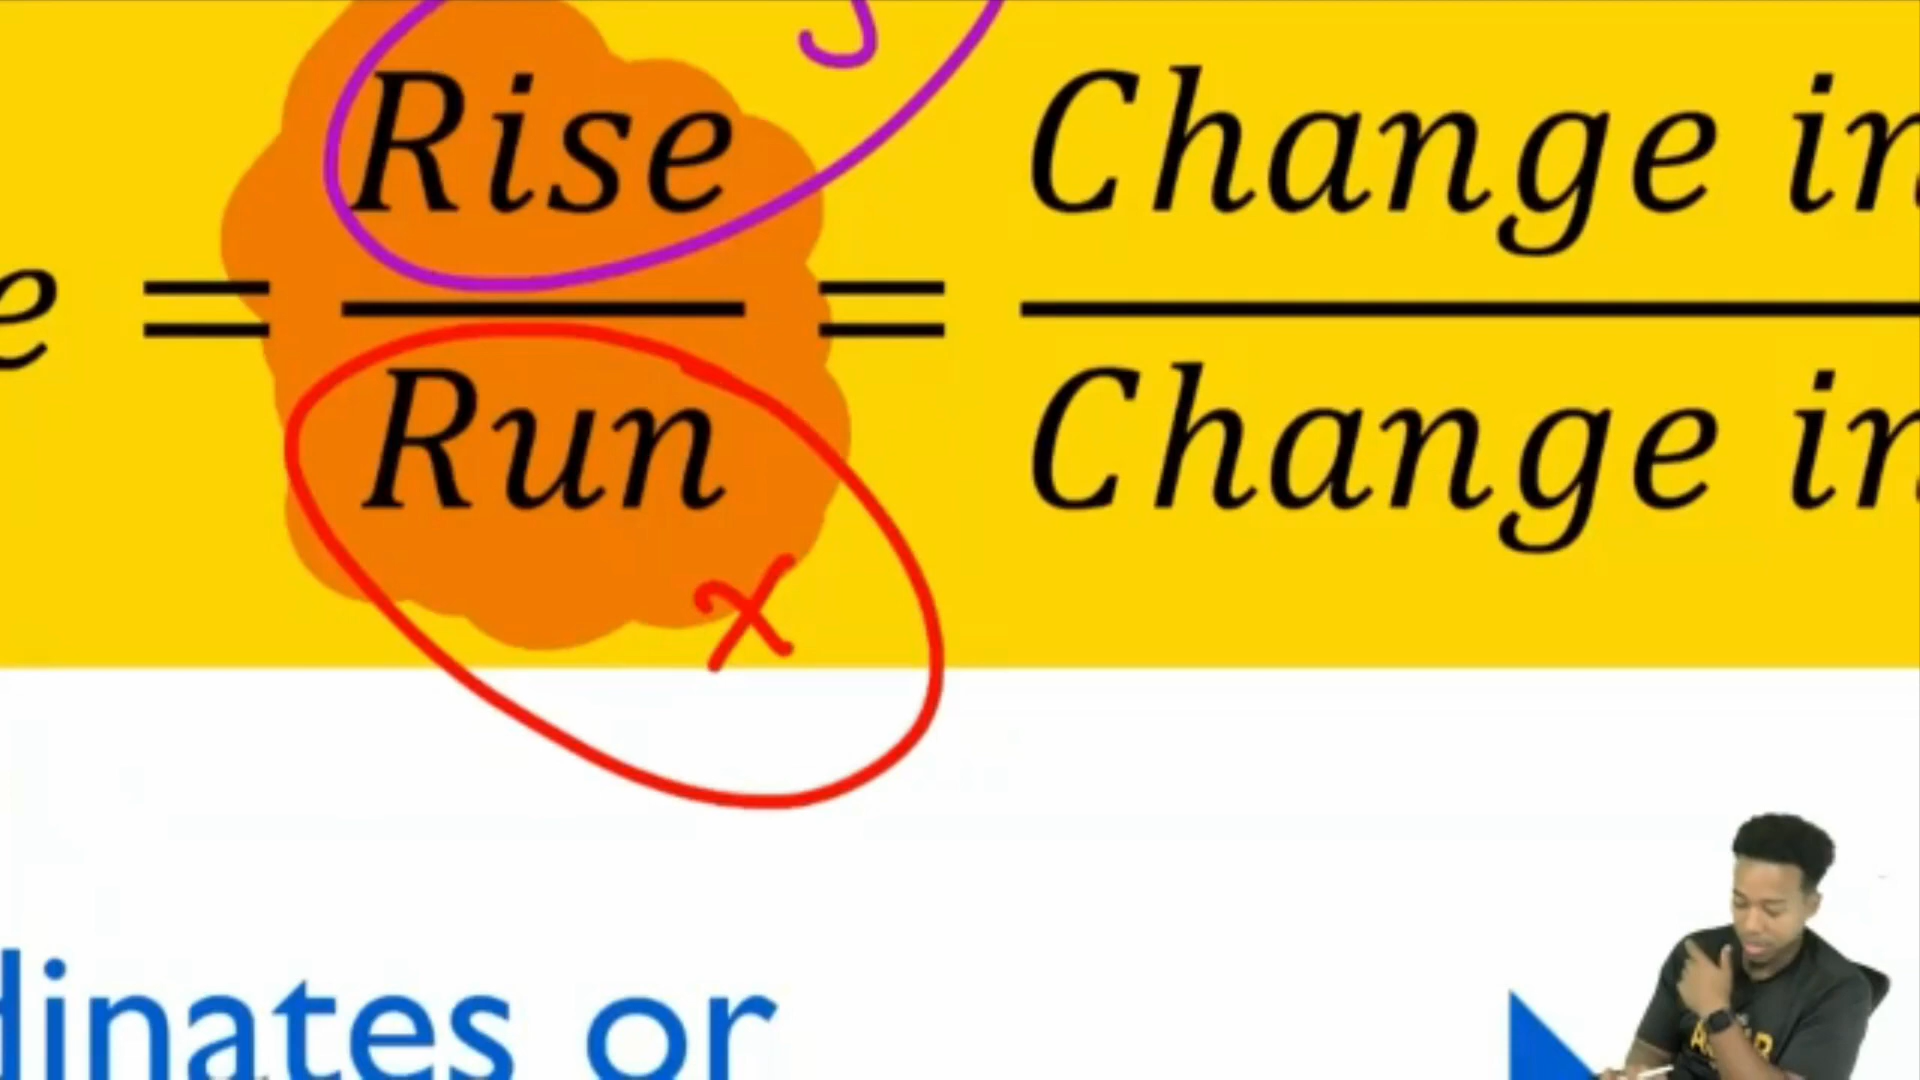 Rise
Change in
e = =
Run
Change in
x
dinates or